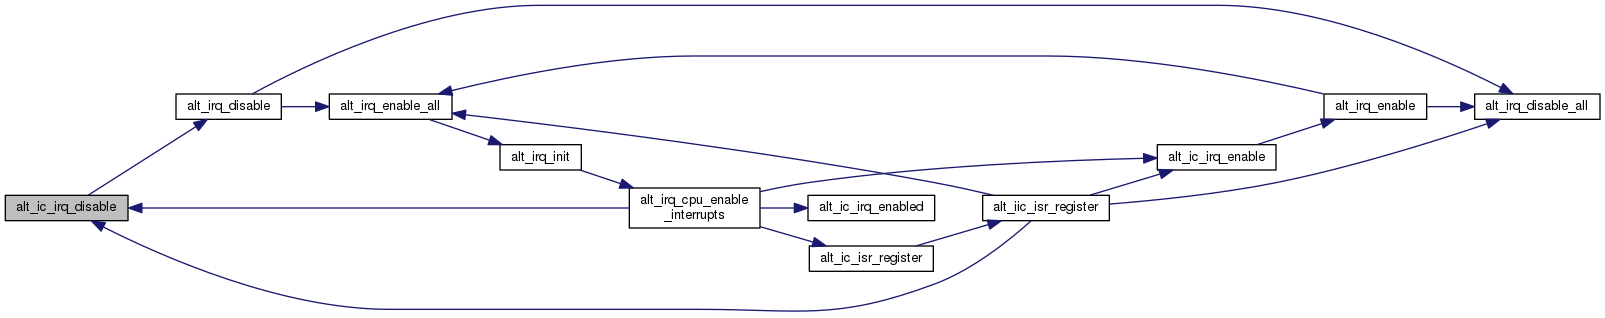 alt_irq_disable
alt_irq_enable_all
alt_irq_enable
alt_irq_disable_all
alt_irq_init
alt_ic_irq_enable
alt_ic_irq_disable
alt_irq_cpu_enable
_interrupts
alt_ic_irq_enabled
alt_iic_isr_register
alt_ic_isr_register